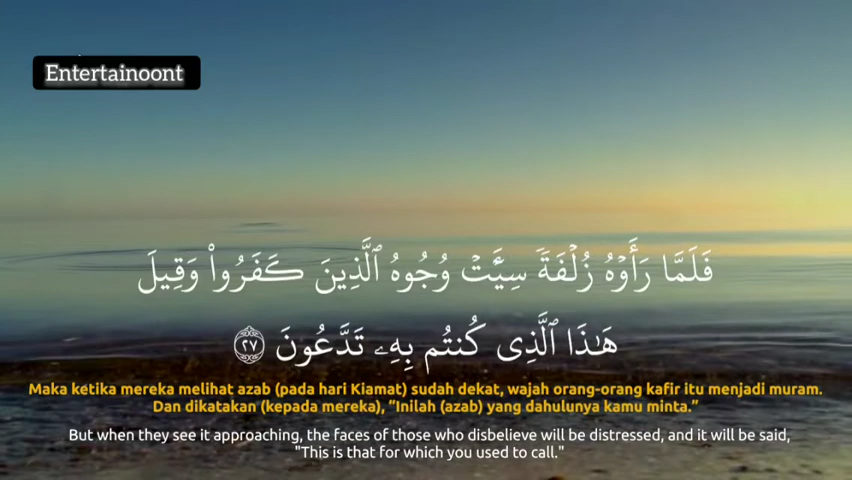 Entertainoont
فَلَمَّا رَأَوْهُ زُلْفَةً سِيٓـَٔتْ وُجُوهُ ٱلَّذِينَ كَفَرُوا۟ وَقِيلَ
هَـٰذَا ٱلَّذِى كُنتُم بِهِۦ تَدَّعُونَ ٢٧
Maka ketika mereka melihat azab (pada hari Kiamat) sudah dekat, wajah orang-orang kafir itu menjadi muram.
Dan dikatakan (kepada mereka), “Inilah (azab) yang dahulunya kamu minta.”
But when they see it approaching, the faces of those who disbelieve will be distressed, and it will be said,
"This is that for which you used to call."